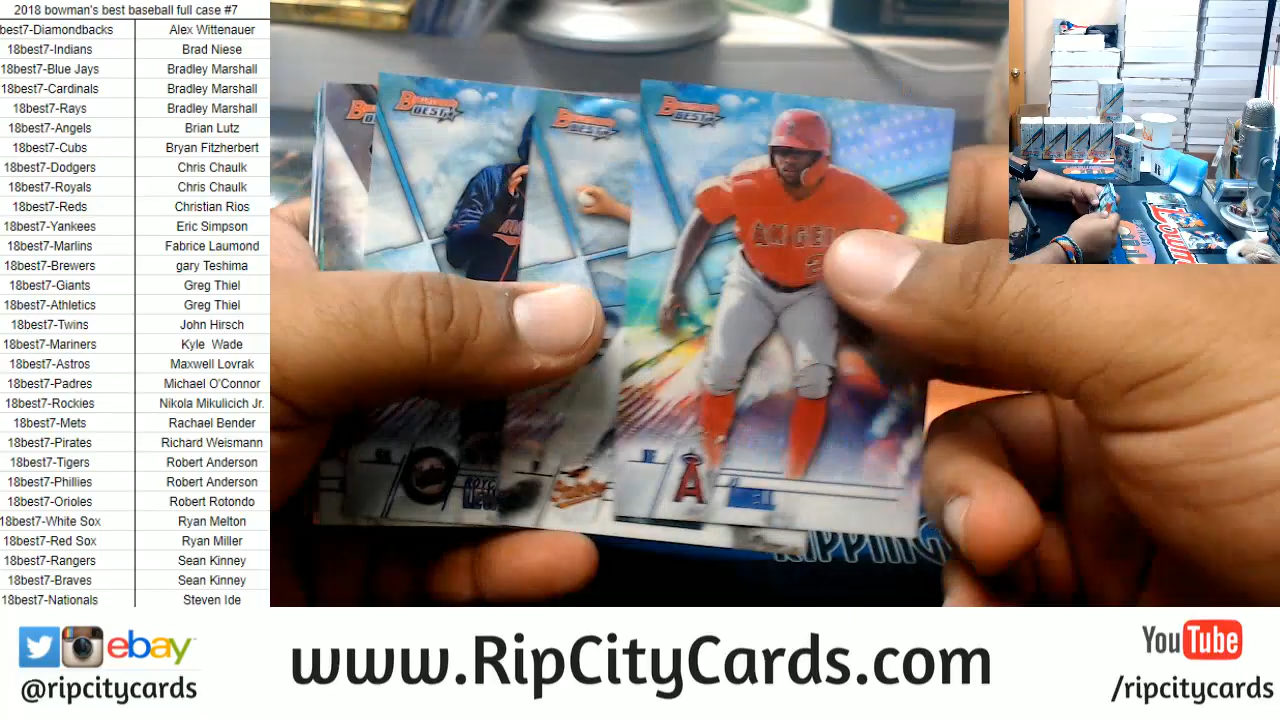 2018 bowman's best baseball full case #7
best7-Diamondbacks Alex Wittenauer
18best7-Indians Brad Niese
18best7-Blue Jays Bradley Marshall
18best7-Cardinals Bradley Marshall
18best7-Rays Bradley Marshall
18best7-Angels Brian Lutz
18best7-Cubs Bryan Fitzherbert
18best7-Dodgers Chris Chaulk
18best7-Royals Chris Chaulk
18best7-Reds Christian Rios
18best7-Yankees Eric Simpson
18best7-Marlins Fabrice Laumond
18best7-Brewers gary Teshima
18best7-Giants Greg Thiel
18best7-Athletics Greg Thiel
18best7-Twins John Hirsch
18best7-Mariners Kyle Wade
18best7-Astros Maxwell Lovrak
18best7-Padres Michael O'Connor
18best7-Rockies Nikola Mikulicich Jr.
18best7-Mets Rachael Bender
18best7-Pirates Richard Weismann
18best7-Tigers Robert Anderson
18best7-Phillies Robert Anderson
18best7-Orioles Robert Rotondo
18best7-White Sox Ryan Melton
18best7-Red Sox Ryan Miller
18best7-Rangers Sean Kinney
18best7-Braves Sean Kinney
18best7-Nationals Steven Ide
BOWMAN'S BEST
BOWMAN'S BEST
BOWMAN'S BEST
ANGELS
A
RIPPING
ebay
@ripcitycards
www.RipCityCards.com
YouTube
/ripcitycards